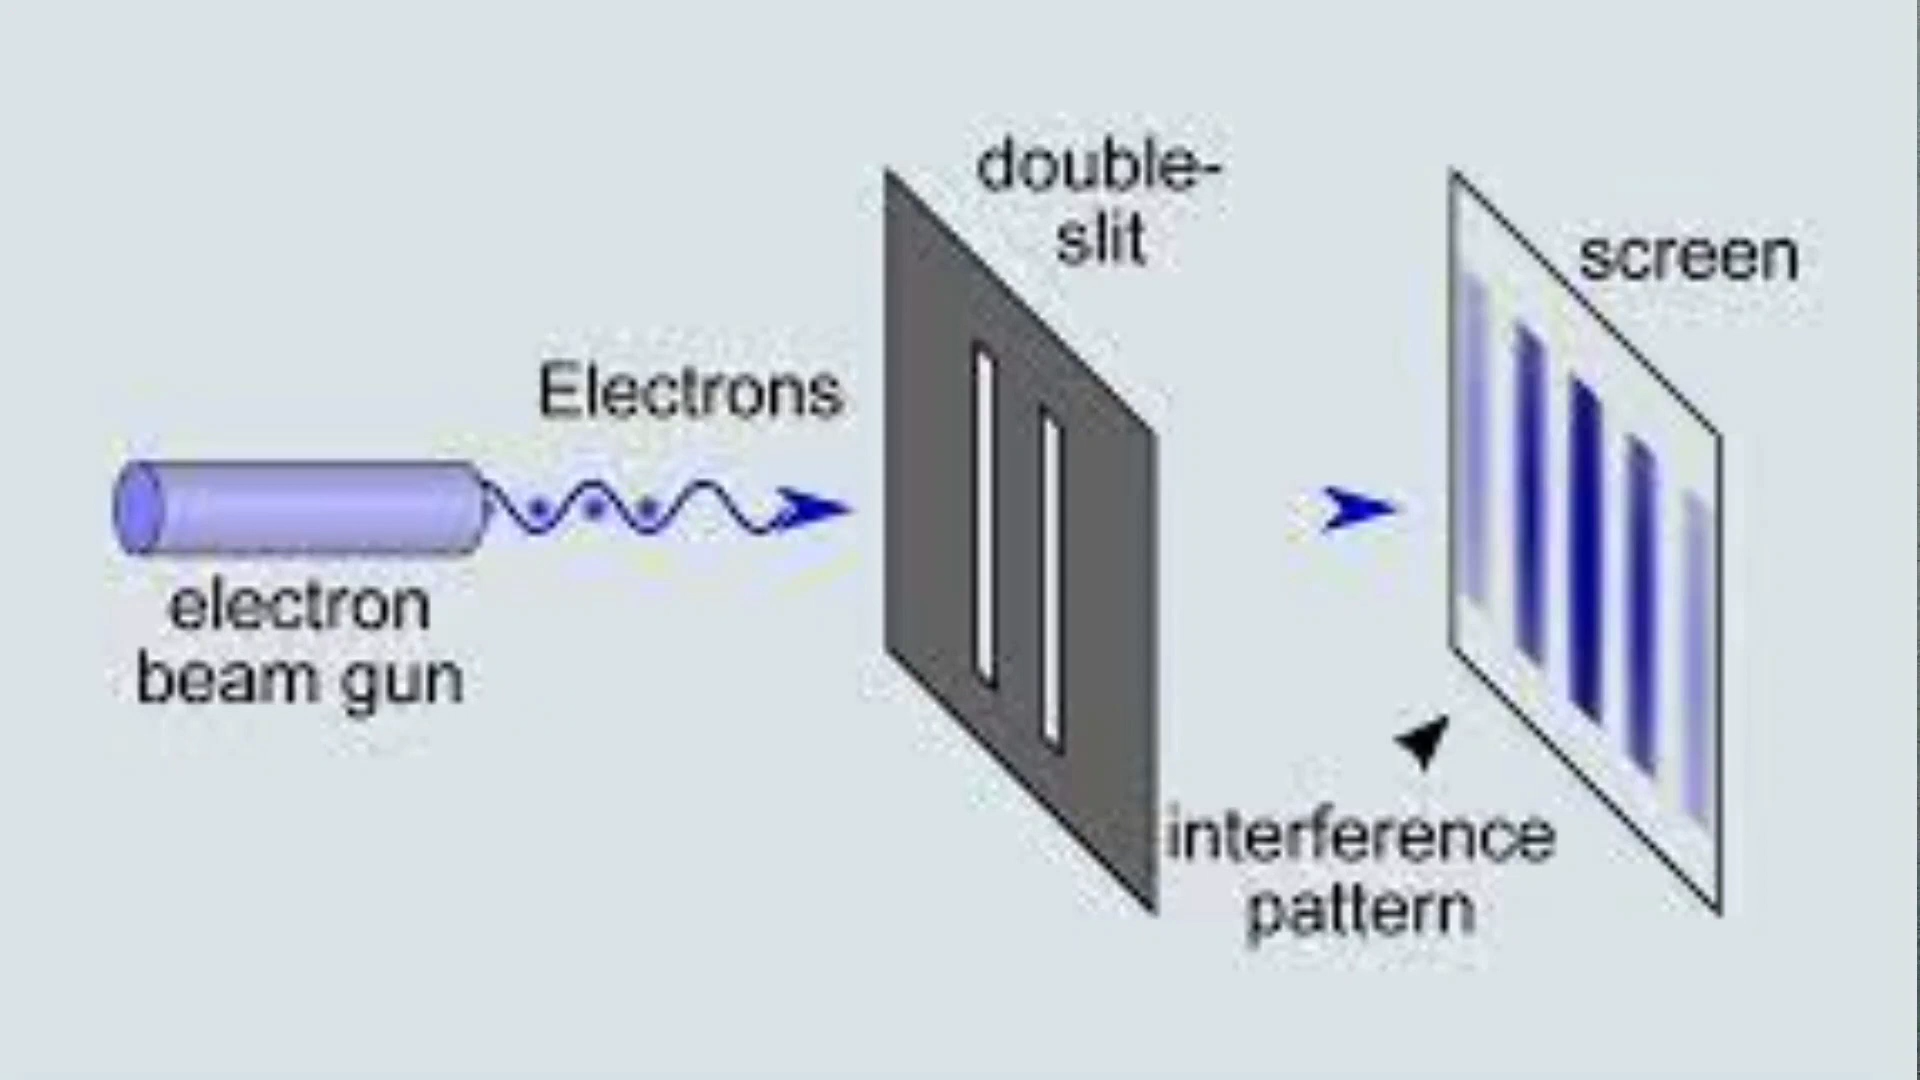 double-
slit
screen
Electrons
electron
beam gun
interference
pattern